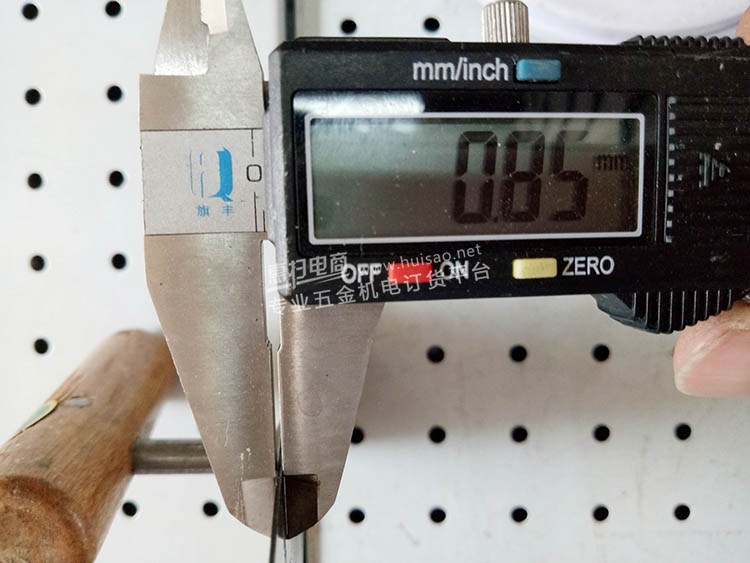 mm/inch
0.85 mm
0
旗丰
OFF ON ZERO
扫电商 www.huisao.net
专业五金机电订货平台